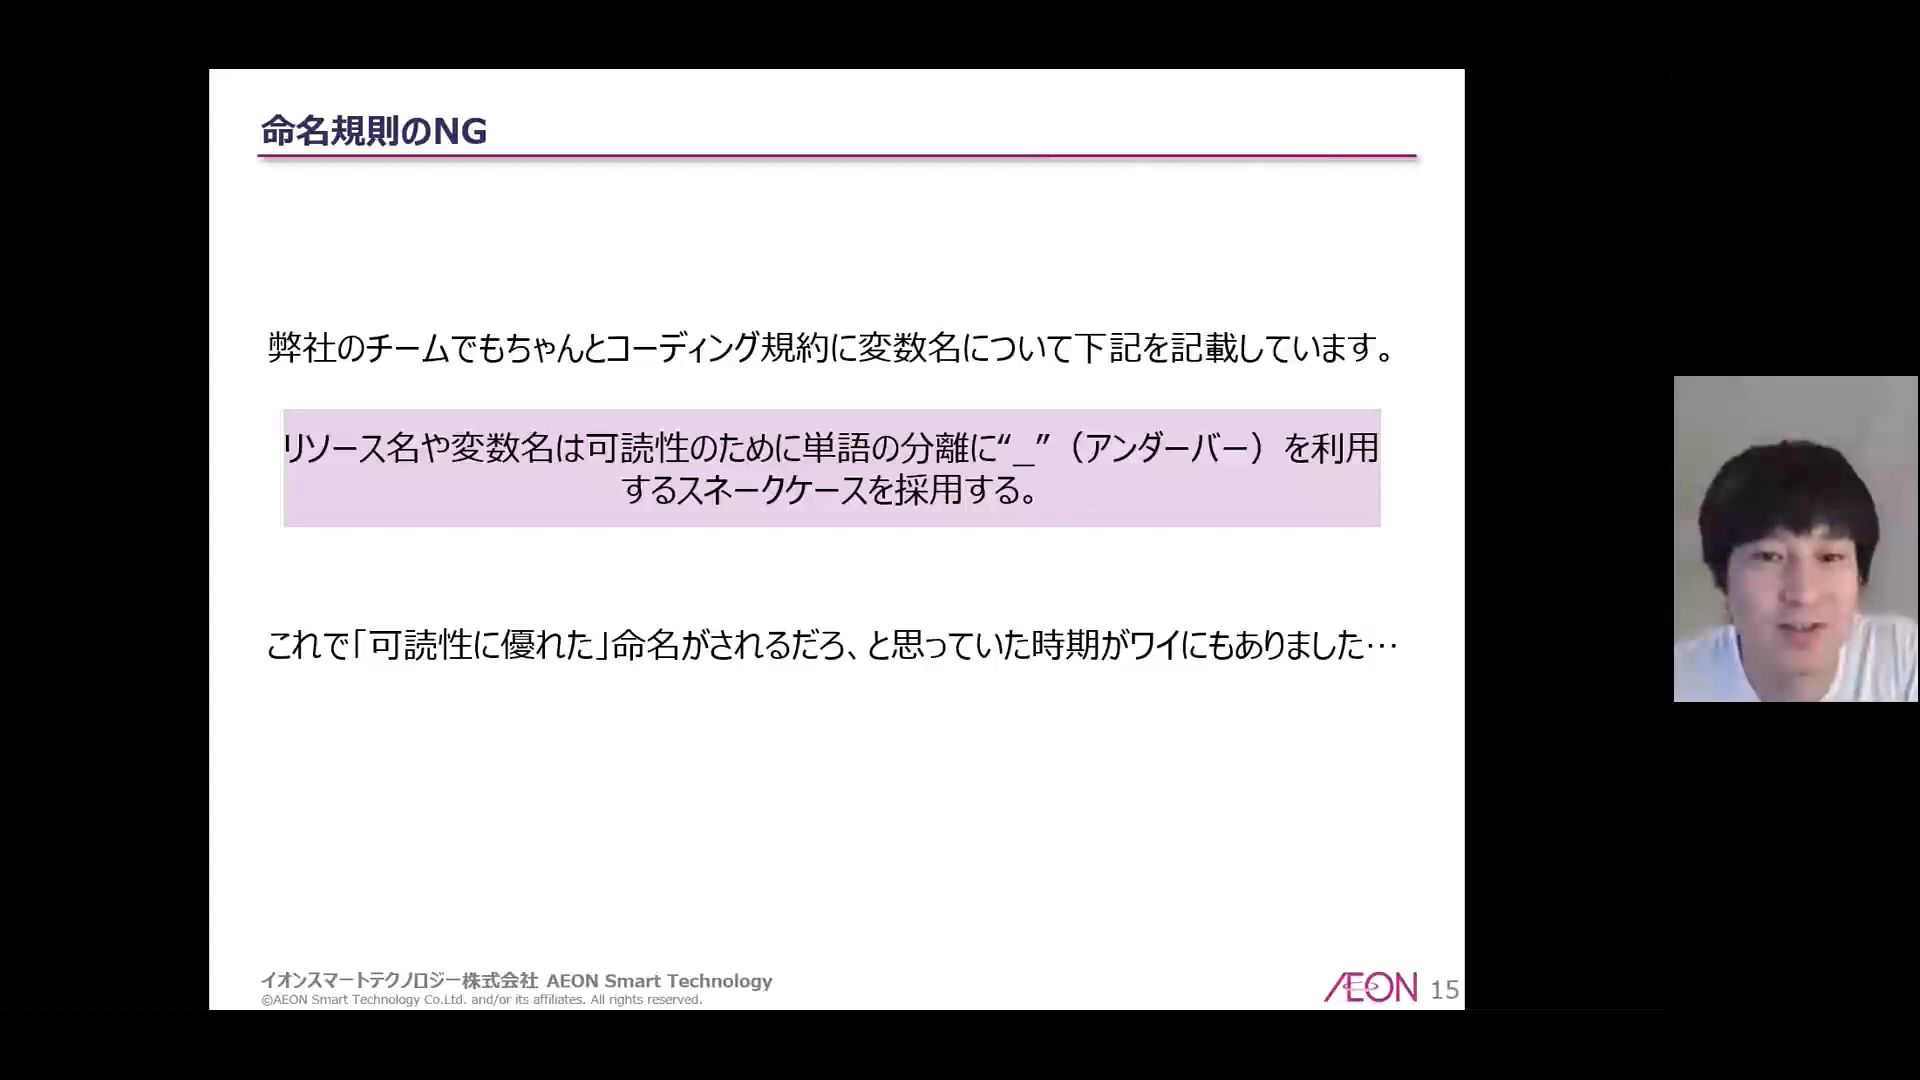 命名規則のNG
弊社のチームでもちゃんとコーディング規約に変数名について下記を記載しています。
リソース名や変数名は可読性のために単語の分離に“_”（アンダーバー）を利用
するスネークケースを採用する。
これで「可読性に優れた」命名がされるだろ、と思っていた時期がワイにもありました…
イオンスマートテクノロジー株式会社 AEON Smart Technology
©AEON Smart Technology Co.Ltd. and/or its affiliates. All rights reserved.
ÆON 15